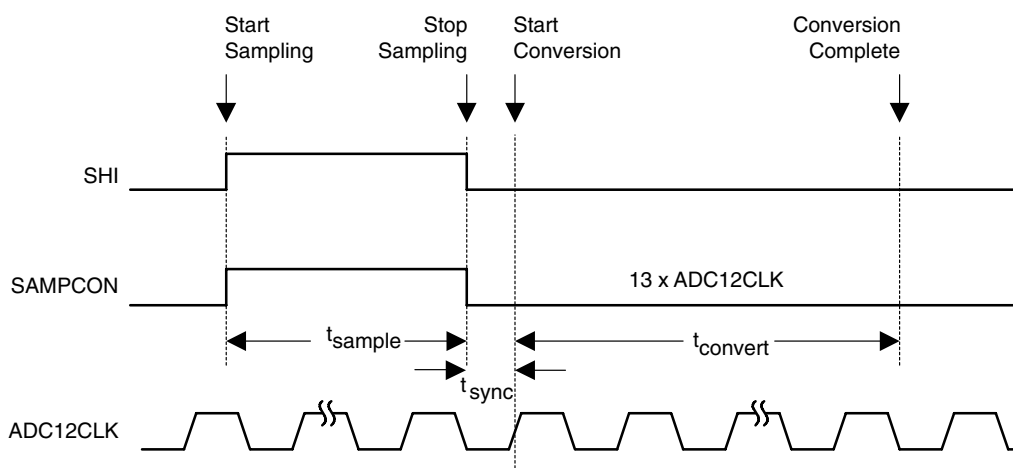 Start
Sampling
Stop
Sampling
Start
Conversion
Conversion
Complete
SHI
SAMPCON
13 x ADC12CLK
tsample
tconvert
tsync
ADC12CLK